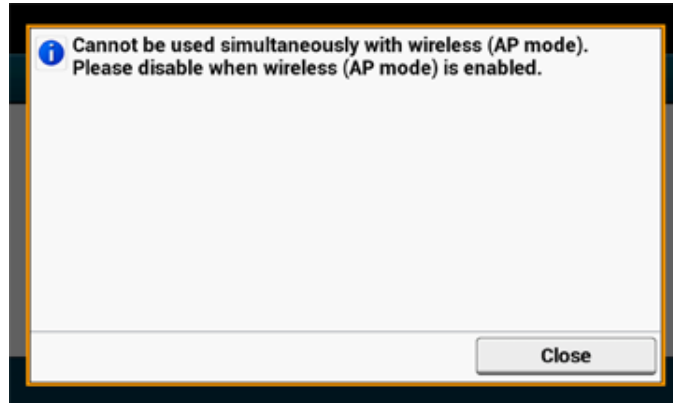 Cannot be used simultaneously with wireless (AP mode).
Please disable when wireless (AP mode) is enabled.
Close